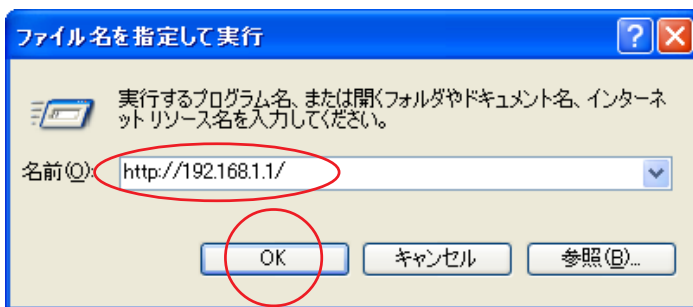 ファイル名を指定して実行
実行するプログラム名、または開くフォルダやドキュメント名、インターネ
ットリソース名を入力してください。
名前(O): http://192.168.1.1/
OK キャンセル 参照(B)...